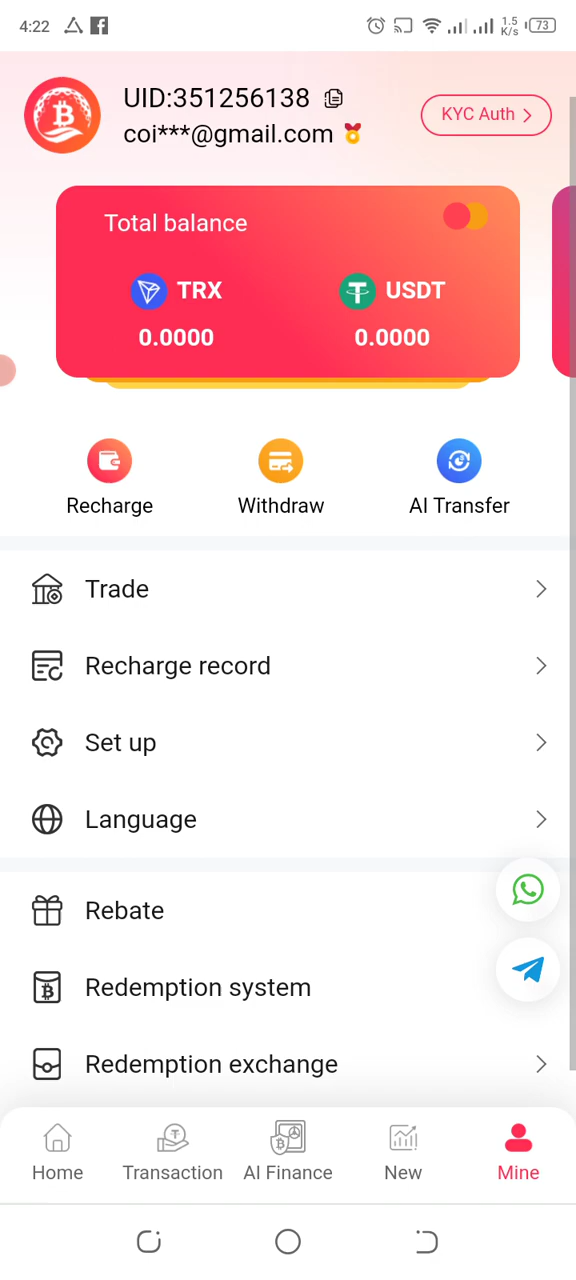 4:22
1.5 K/s
73
UID:351256138
coi***@gmail.com
KYC Auth
Total balance
TRX
USDT
0.0000
0.0000
Recharge
Withdraw
AI Transfer
Trade
Recharge record
Set up
Language
Rebate
Redemption system
Redemption exchange
Home
Transaction
AI Finance
New
Mine